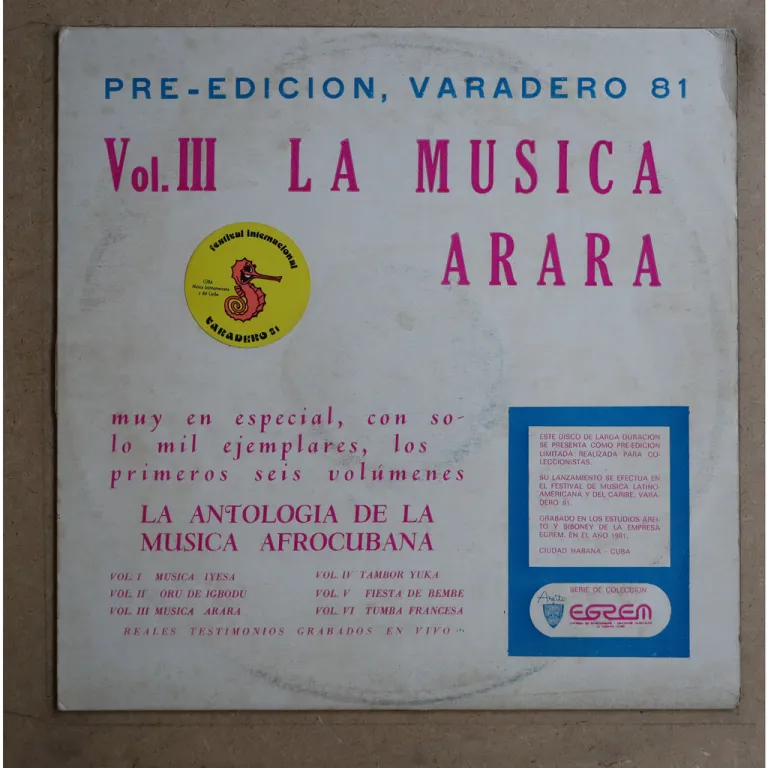 PRE-EDICION, VARADERO 81
Vol. III LA MUSICA
ARARA
festival internacional
CUBA
Música Latinoamericana
y del Caribe
VARADERO 81
muy en especial, con so-
lo mil ejemplares, los
primeros seis volúmenes
LA ANTOLOGIA DE LA
MUSICA AFROCUBANA
VOL. I MUSICA IYESA
VOL. II ORU DE IGBODU
VOL. III MUSICA ARARA
VOL. IV TAMBOR YUKA
VOL. V FIESTA DE BEMBE
VOL. VI TUMBA FRANCESA
REALES TESTIMONIOS GRABADOS EN VIVO
ESTE DISCO DE LARGA DURACION
SE PRESENTA COMO PRE-EDICION
LIMITADA REALIZADA PARA CO-
LECCIONISTAS.
SU LANZAMIENTO SE EFECTUA EN
EL FESTIVAL DE MUSICA LATINO-
AMERICANA Y DEL CARIBE, VARA-
DERO 81.
GRABADO EN LOS ESTUDIOS AREI-
TO Y SIBONEY DE LA EMPRESA
EGREM, EN EL AÑO 1981.
CIUDAD HABANA - CUBA
SERIE DE COLECCION
Areito
EGREM